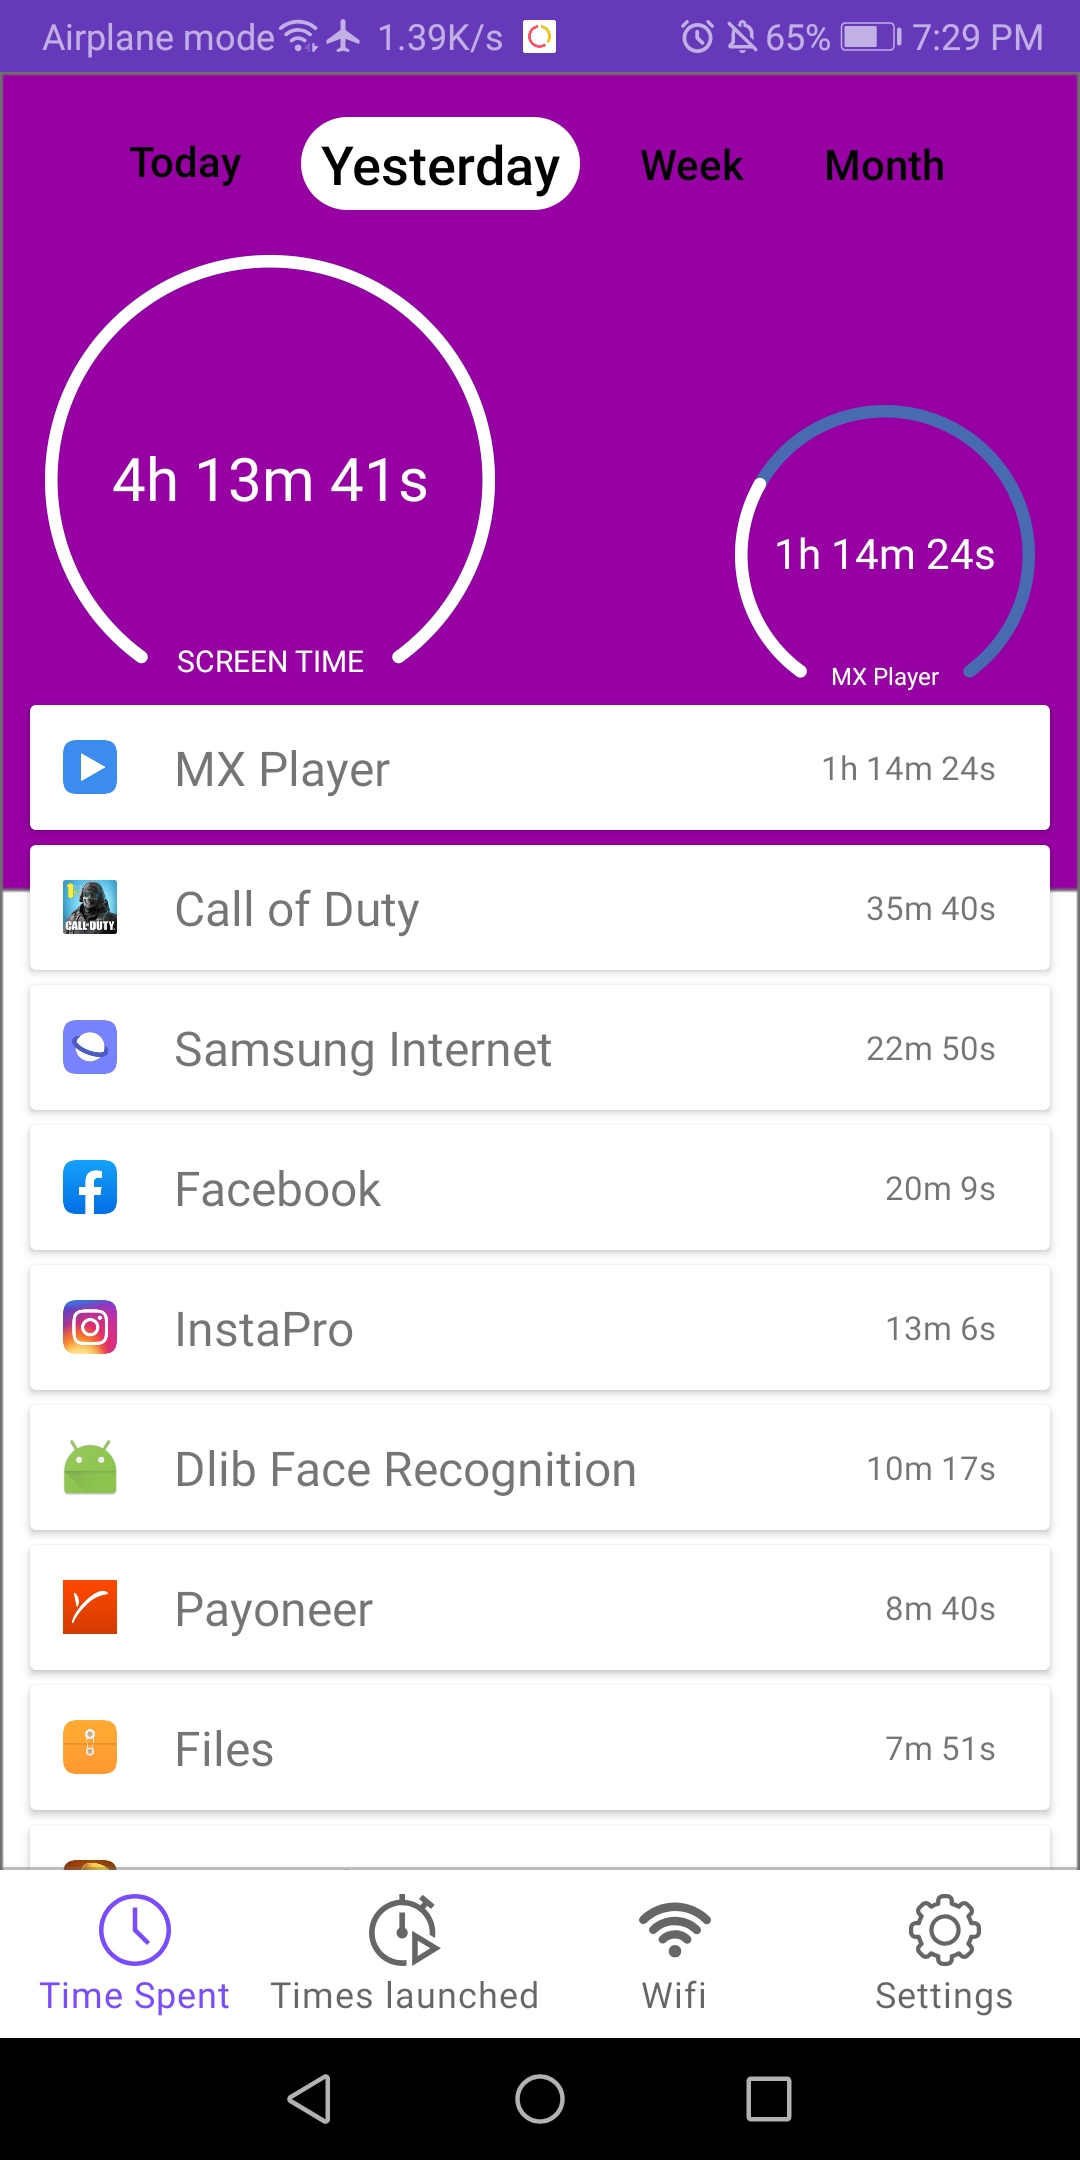 Airplane mode 1.39K/s 65% 7:29 PM
Today Yesterday Week Month
4h 13m 41s
SCREEN TIME
1h 14m 24s
MX Player
MX Player 1h 14m 24s
CALL OF DUTY
Call of Duty 35m 40s
Samsung Internet 22m 50s
Facebook 20m 9s
InstaPro 13m 6s
Dlib Face Recognition 10m 17s
Payoneer 8m 40s
Files 7m 51s
Time Spent Times launched Wifi Settings